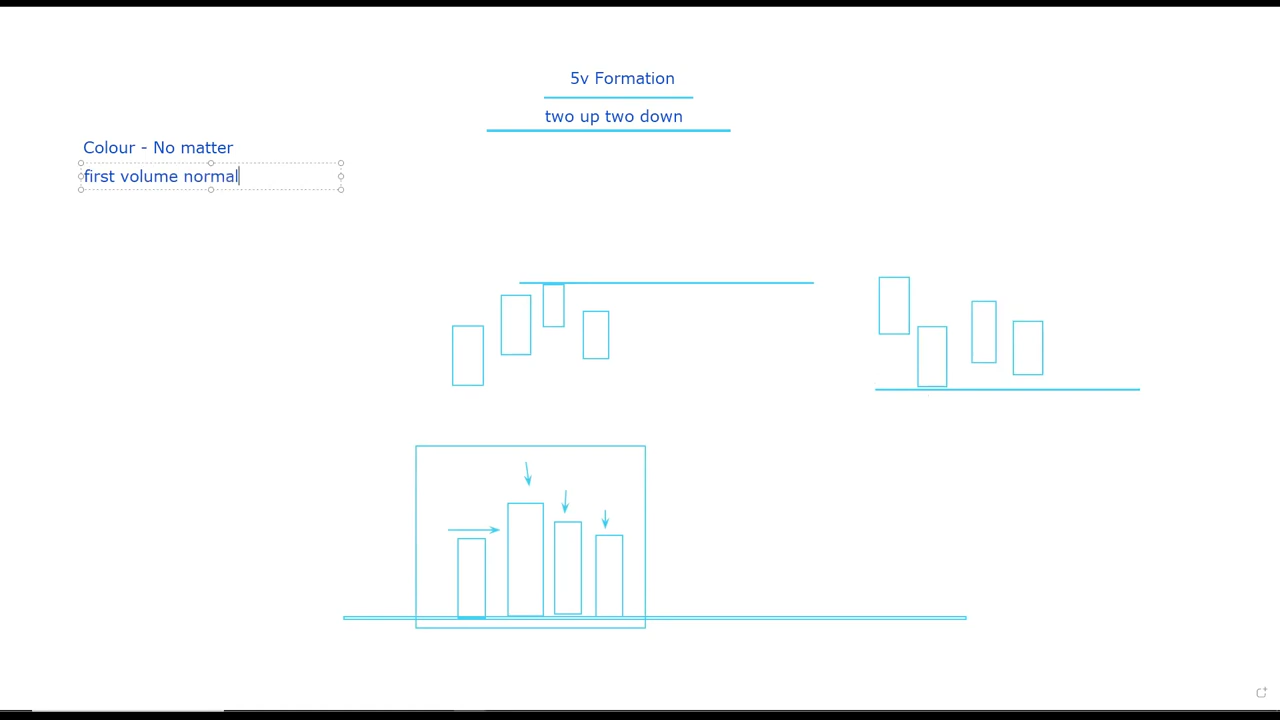 5v Formation
two up two down
Colour - No matter
first volume normal